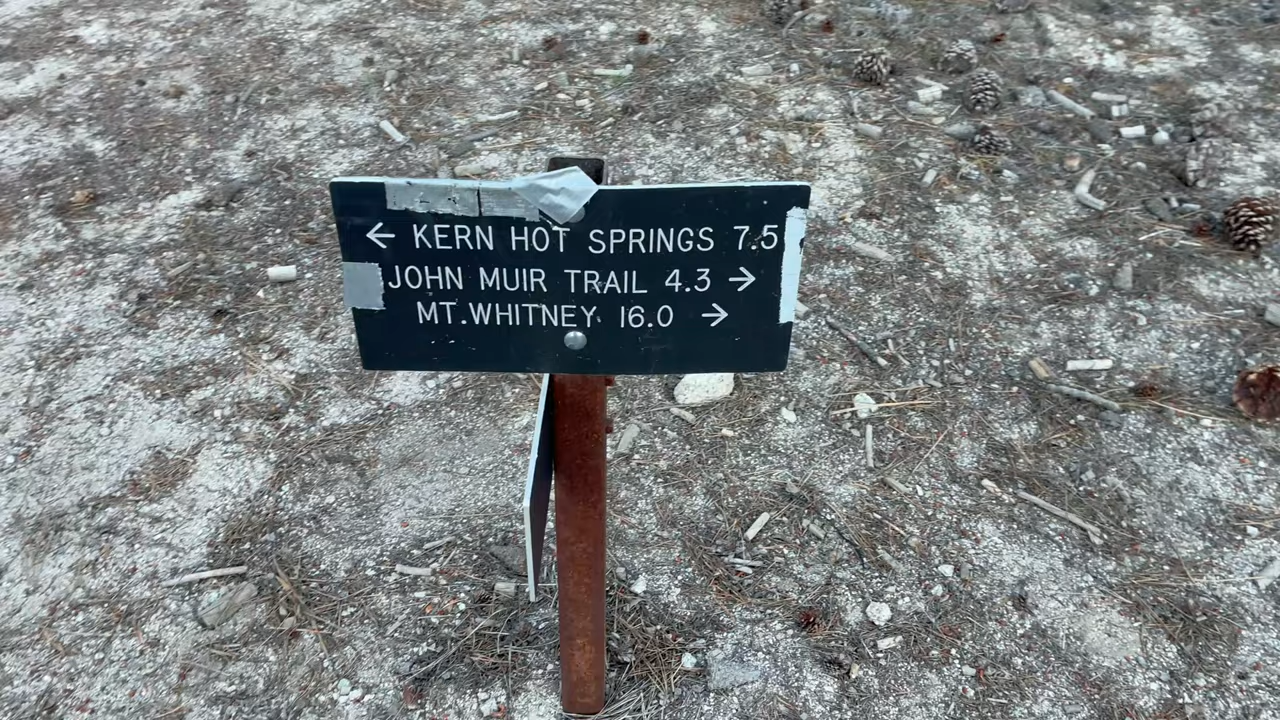 ← KERN HOT SPRINGS 7.5
JOHN MUIR TRAIL 4.3 →
MT.WHITNEY 16.0 →